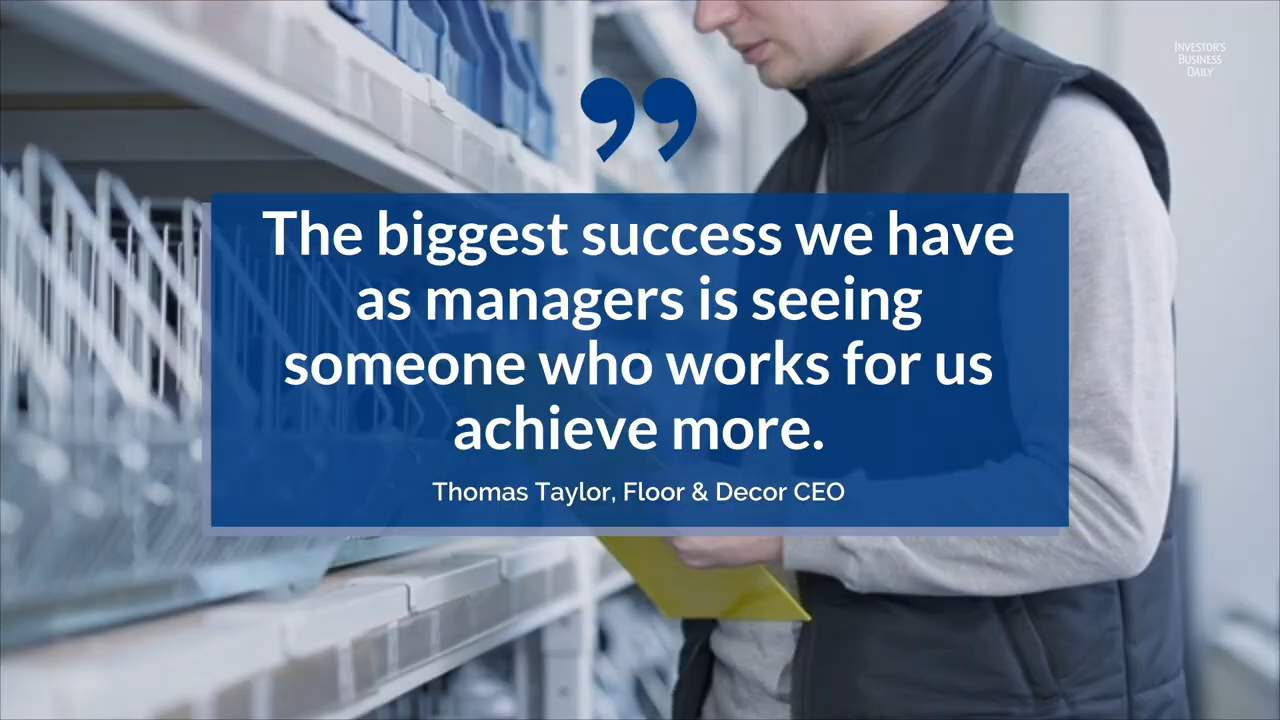 INVESTOR'S
BUSINESS
DAILY
”
The biggest success we have
as managers is seeing
someone who works for us
achieve more.
Thomas Taylor, Floor & Decor CEO